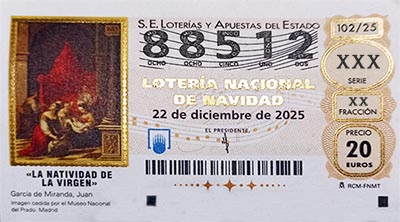 S.E. LOTERÍAS Y APUESTAS DEL ESTADO
102/25
88512
OCHO OCHO CINCO UNO DOS
XXX
SERIE
LOTERÍA NACIONAL
DE NAVIDAD
XX
FRACCIÓN
22 de diciembre de 2025
EL PRESIDENTE,
PRECIO
20
EUROS
RCM-FNMT
«LA NATIVIDAD DE
LA VIRGEN»
García de Miranda, Juan
Imagen cedida por el Museo Nacional
del Prado. Madrid